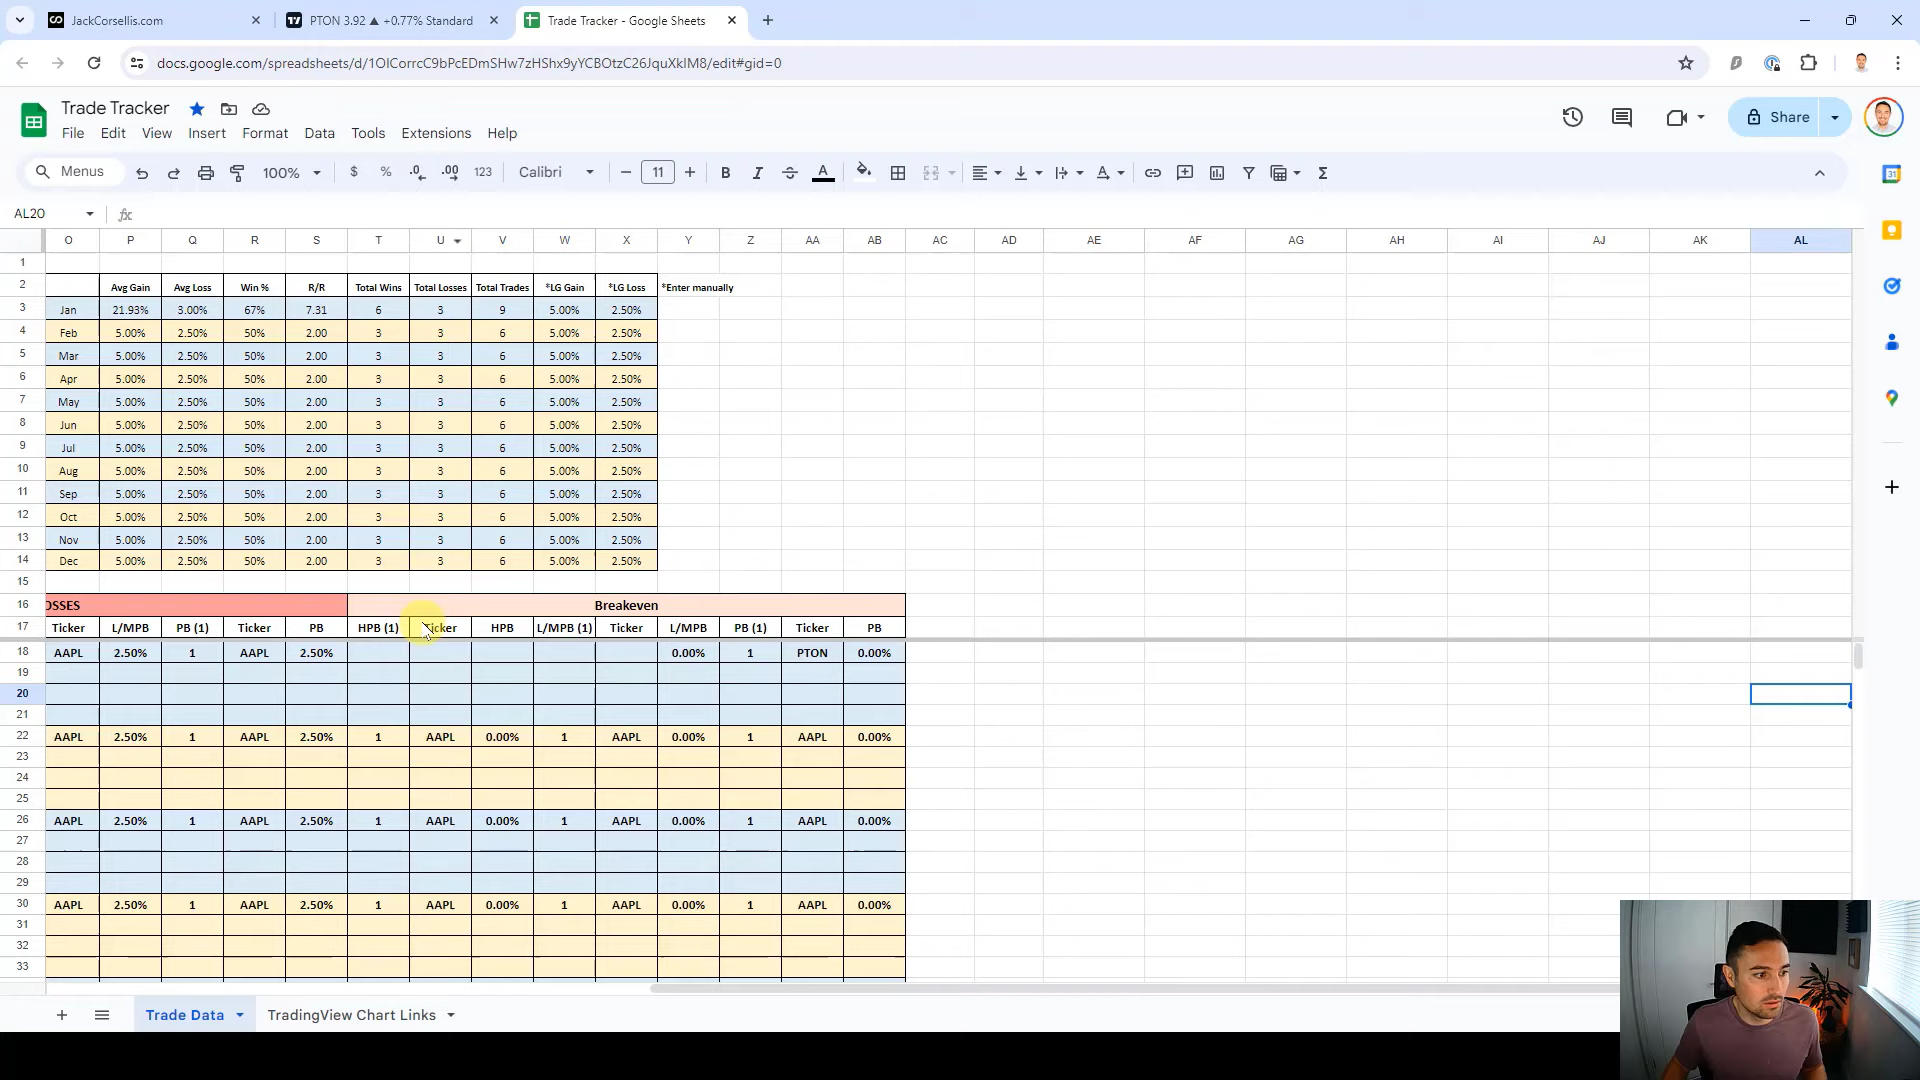 JackCorsellis.com
PTON 3.92 ▲ +0.77% Standard
Trade Tracker - Google Sheets
docs.google.com/spreadsheets/d/1OlCorrcC9bPcEDmSHw7zHShx9yYCBOtzC26JquXkIM8/edit#gid=0
Trade Tracker
File Edit View Insert Format Data Tools Extensions Help
Share
Menus 100% $ % .0 .00 123 Calibri 11 B I A
AL20 fx
O P Q R S T U V W X Y Z AA AB AC AD AE AF AG AH AI AJ AK AL
1
2 Avg Gain Avg Loss Win % R/R Total Wins Total Losses Total Trades *LG Gain *LG Loss *Enter manually
3 Jan 21.93% 3.00% 67% 7.31 6 3 9 5.00% 2.50%
4 Feb 5.00% 2.50% 50% 2.00 3 3 6 5.00% 2.50%
5 Mar 5.00% 2.50% 50% 2.00 3 3 6 5.00% 2.50%
6 Apr 5.00% 2.50% 50% 2.00 3 3 6 5.00% 2.50%
7 May 5.00% 2.50% 50% 2.00 3 3 6 5.00% 2.50%
8 Jun 5.00% 2.50% 50% 2.00 3 3 6 5.00% 2.50%
9 Jul 5.00% 2.50% 50% 2.00 3 3 6 5.00% 2.50%
10 Aug 5.00% 2.50% 50% 2.00 3 3 6 5.00% 2.50%
11 Sep 5.00% 2.50% 50% 2.00 3 3 6 5.00% 2.50%
12 Oct 5.00% 2.50% 50% 2.00 3 3 6 5.00% 2.50%
13 Nov 5.00% 2.50% 50% 2.00 3 3 6 5.00% 2.50%
14 Dec 5.00% 2.50% 50% 2.00 3 3 6 5.00% 2.50%
15
16 OSSES Breakeven
17 Ticker L/MPB PB (1) Ticker PB HPB (1) Ticker HPB L/MPB (1) Ticker L/MPB PB (1) Ticker PB
18 AAPL 2.50% 1 AAPL 2.50% 0.00% 1 PTON 0.00%
19
20
21
22 AAPL 2.50% 1 AAPL 2.50% 1 AAPL 0.00% 1 AAPL 0.00% 1 AAPL 0.00%
23
24
25
26 AAPL 2.50% 1 AAPL 2.50% 1 AAPL 0.00% 1 AAPL 0.00% 1 AAPL 0.00%
27
28
29
30 AAPL 2.50% 1 AAPL 2.50% 1 AAPL 0.00% 1 AAPL 0.00% 1 AAPL 0.00%
31
32
33
Trade Data TradingView Chart Links